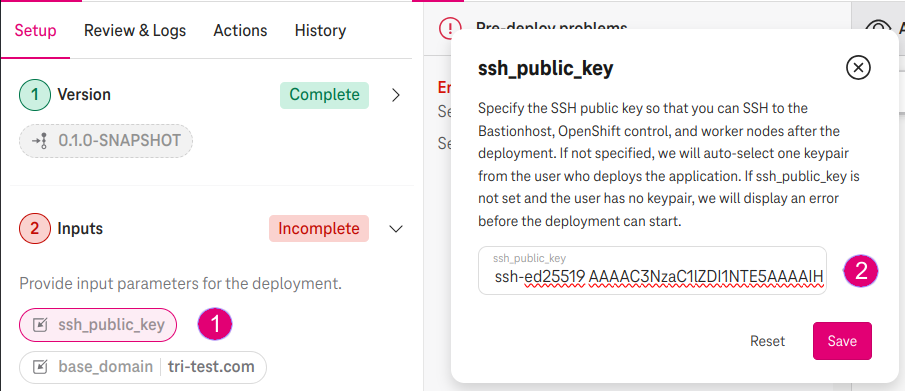 Setup
Review & Logs
Actions
History
1
Version
Complete
0.1.0-SNAPSHOT
2
Inputs
Incomplete
Provide input parameters for the deployment.
ssh_public_key
1
base_domain
tri-test.com
Pre-deploy problems
ssh_public_key
Specify the SSH public key so that you can SSH to the
Bastionhost, OpenShift control, and worker nodes after the
deployment. If not specified, we will auto-select one keypair
from the user who deploys the application. If ssh_public_key is
not set and the user has no keypair, we will display an error
before the deployment can start.
ssh_public_key
ssh-ed25519 AAAAC3NzaC1lZDI1NTE5AAAAIH
2
Reset
Save